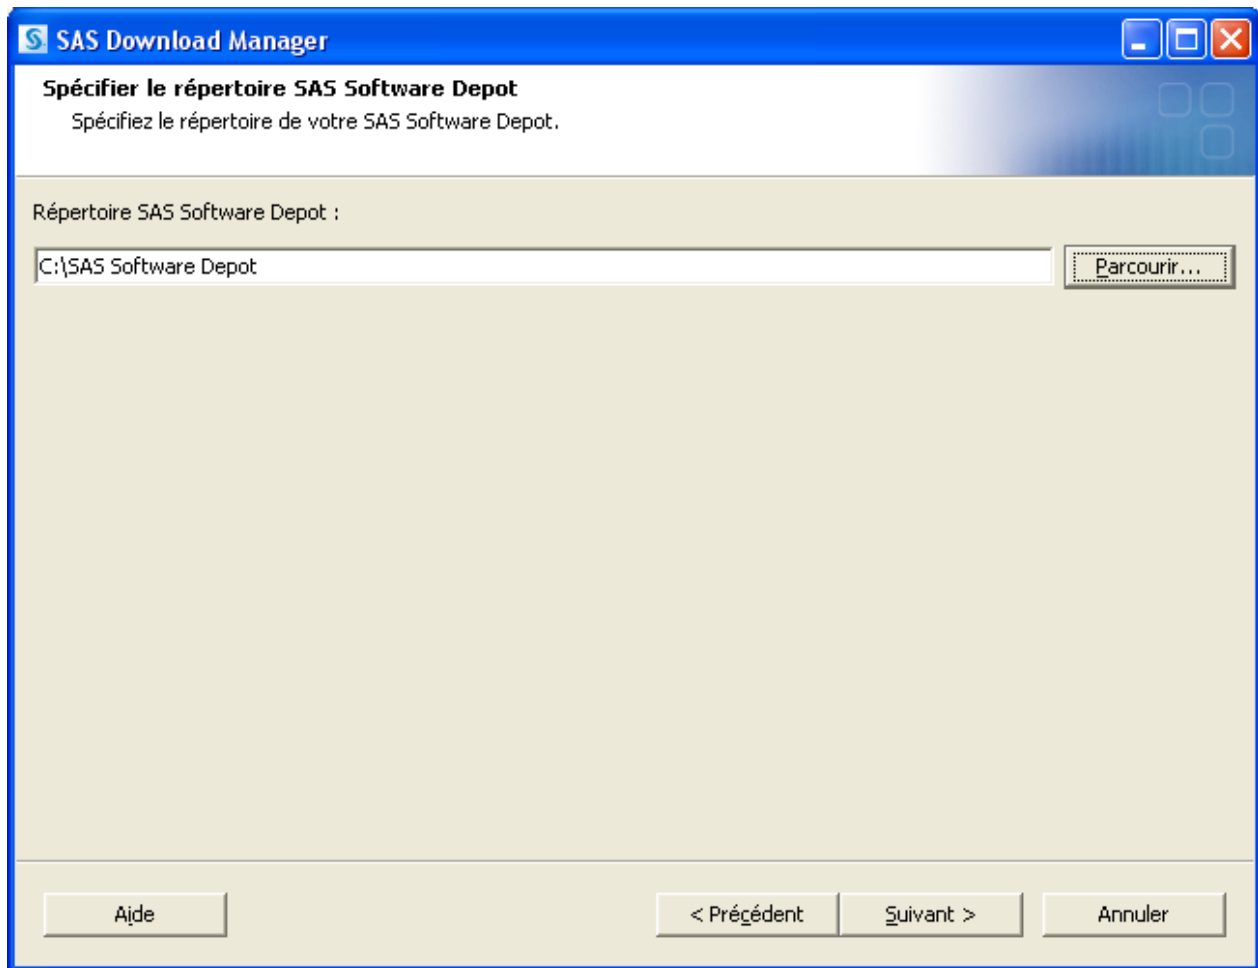 SAS Download Manager
Spécifier le répertoire SAS Software Depot
Spécifiez le répertoire de votre SAS Software Depot.
Répertoire SAS Software Depot :
C:\SAS Software Depot
Parcourir...
Aide
< Précédent
Suivant >
Annuler